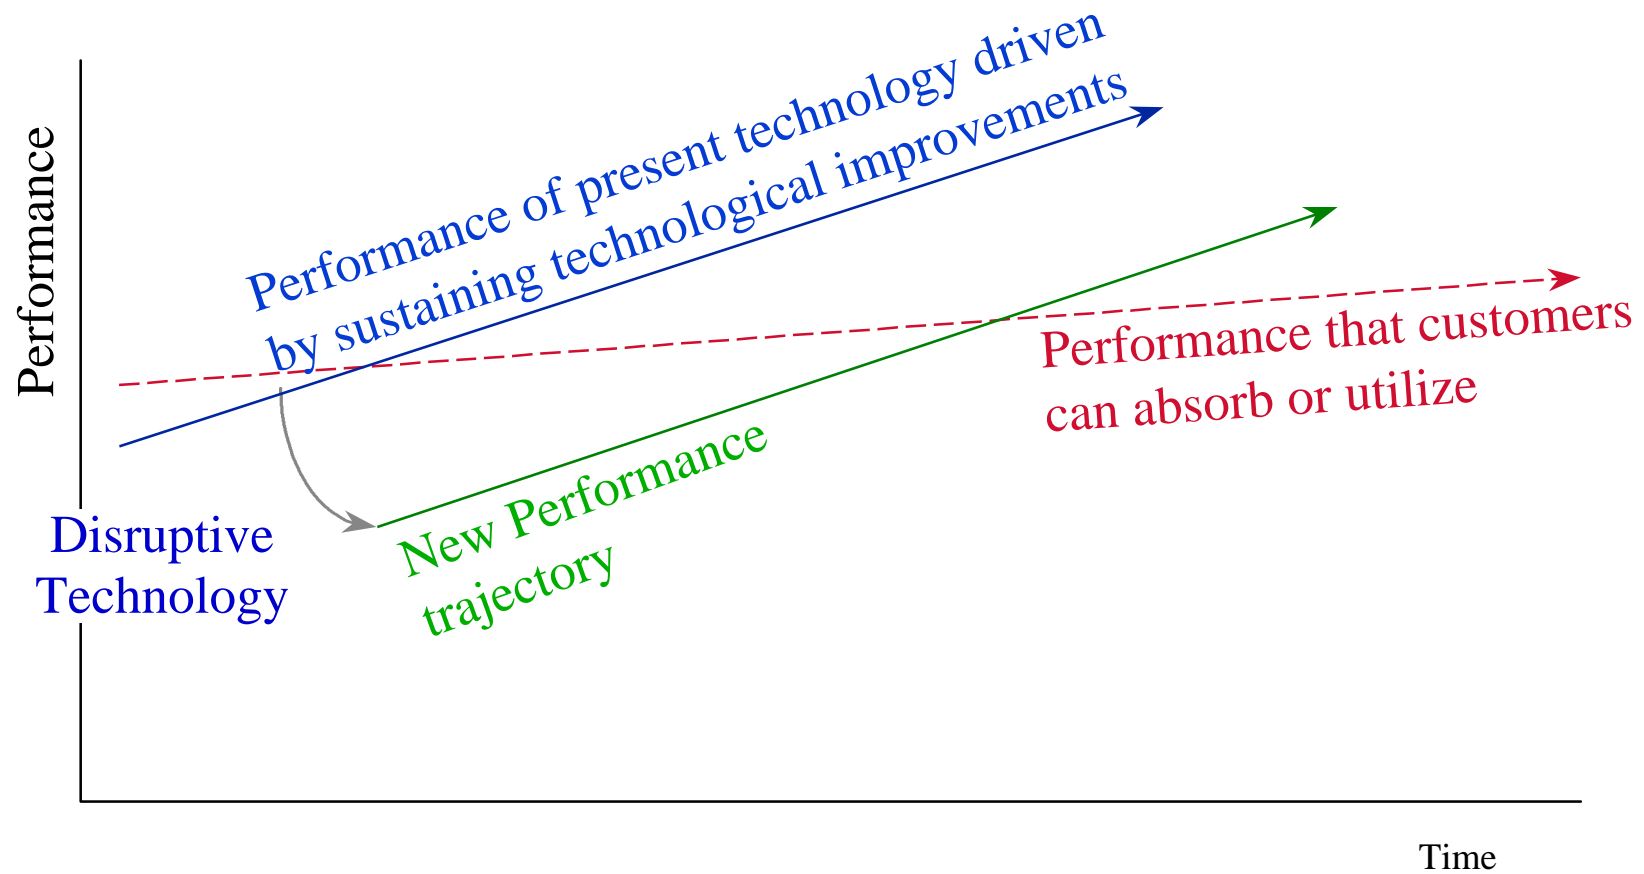 Performance
Performance of present technology driven
by sustaining technological improvements
Performance that customers
can absorb or utilize
New Performance
trajectory
Disruptive
Technology
Time